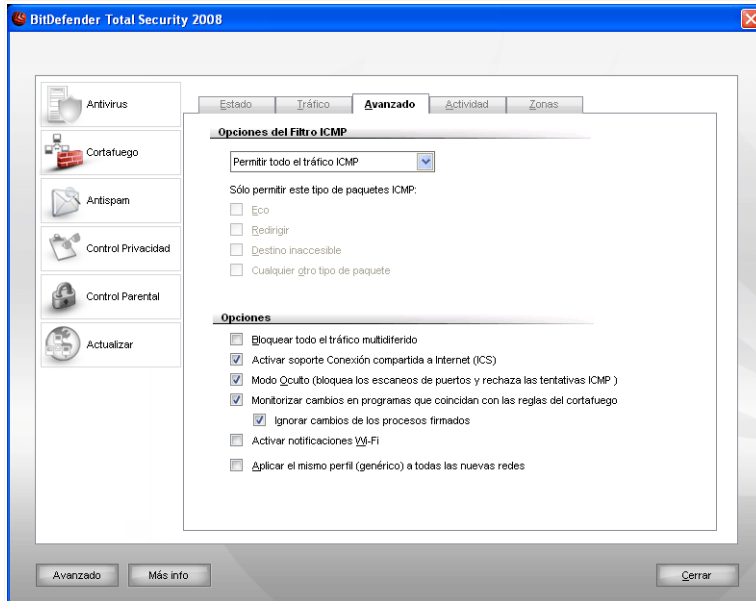 BitDefender Total Security 2008
Antivirus
Cortafuego
Antispam
Control Privacidad
Control Parental
Actualizar
Estado Tráfico Avanzado Actividad Zonas
Opciones del Filtro ICMP
Permitir todo el tráfico ICMP
Sólo permitir este tipo de paquetes ICMP:
Eco
Redirigir
Destino inaccesible
Cualquier otro tipo de paquete
Opciones
Bloquear todo el tráfico multidiferido
Activar soporte Conexión compartida a Internet (ICS)
Modo Oculto (bloquea los escaneos de puertos y rechaza las tentativas ICMP )
Monitorizar cambios en programas que coincidan con las reglas del cortafuego
Ignorar cambios de los procesos firmados
Activar notificaciones Wi-Fi
Aplicar el mismo perfil (genérico) a todas las nuevas redes
Avanzado Más info Cerrar